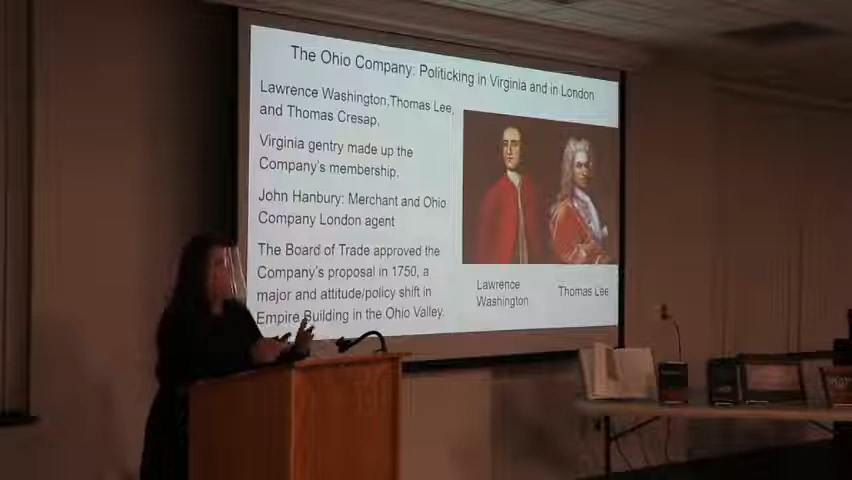 The Ohio Company: Politicking in Virginia and in London
Lawrence Washington,Thomas Lee,
and Thomas Cresap,
Virginia gentry made up the
Company's membership.
John Hanbury: Merchant and Ohio
Company London agent
The Board of Trade approved the
Company's proposal in 1750, a
major and attitude/policy shift in
Empire Building in the Ohio Valley.
Lawrence
Washington
Thomas Lee